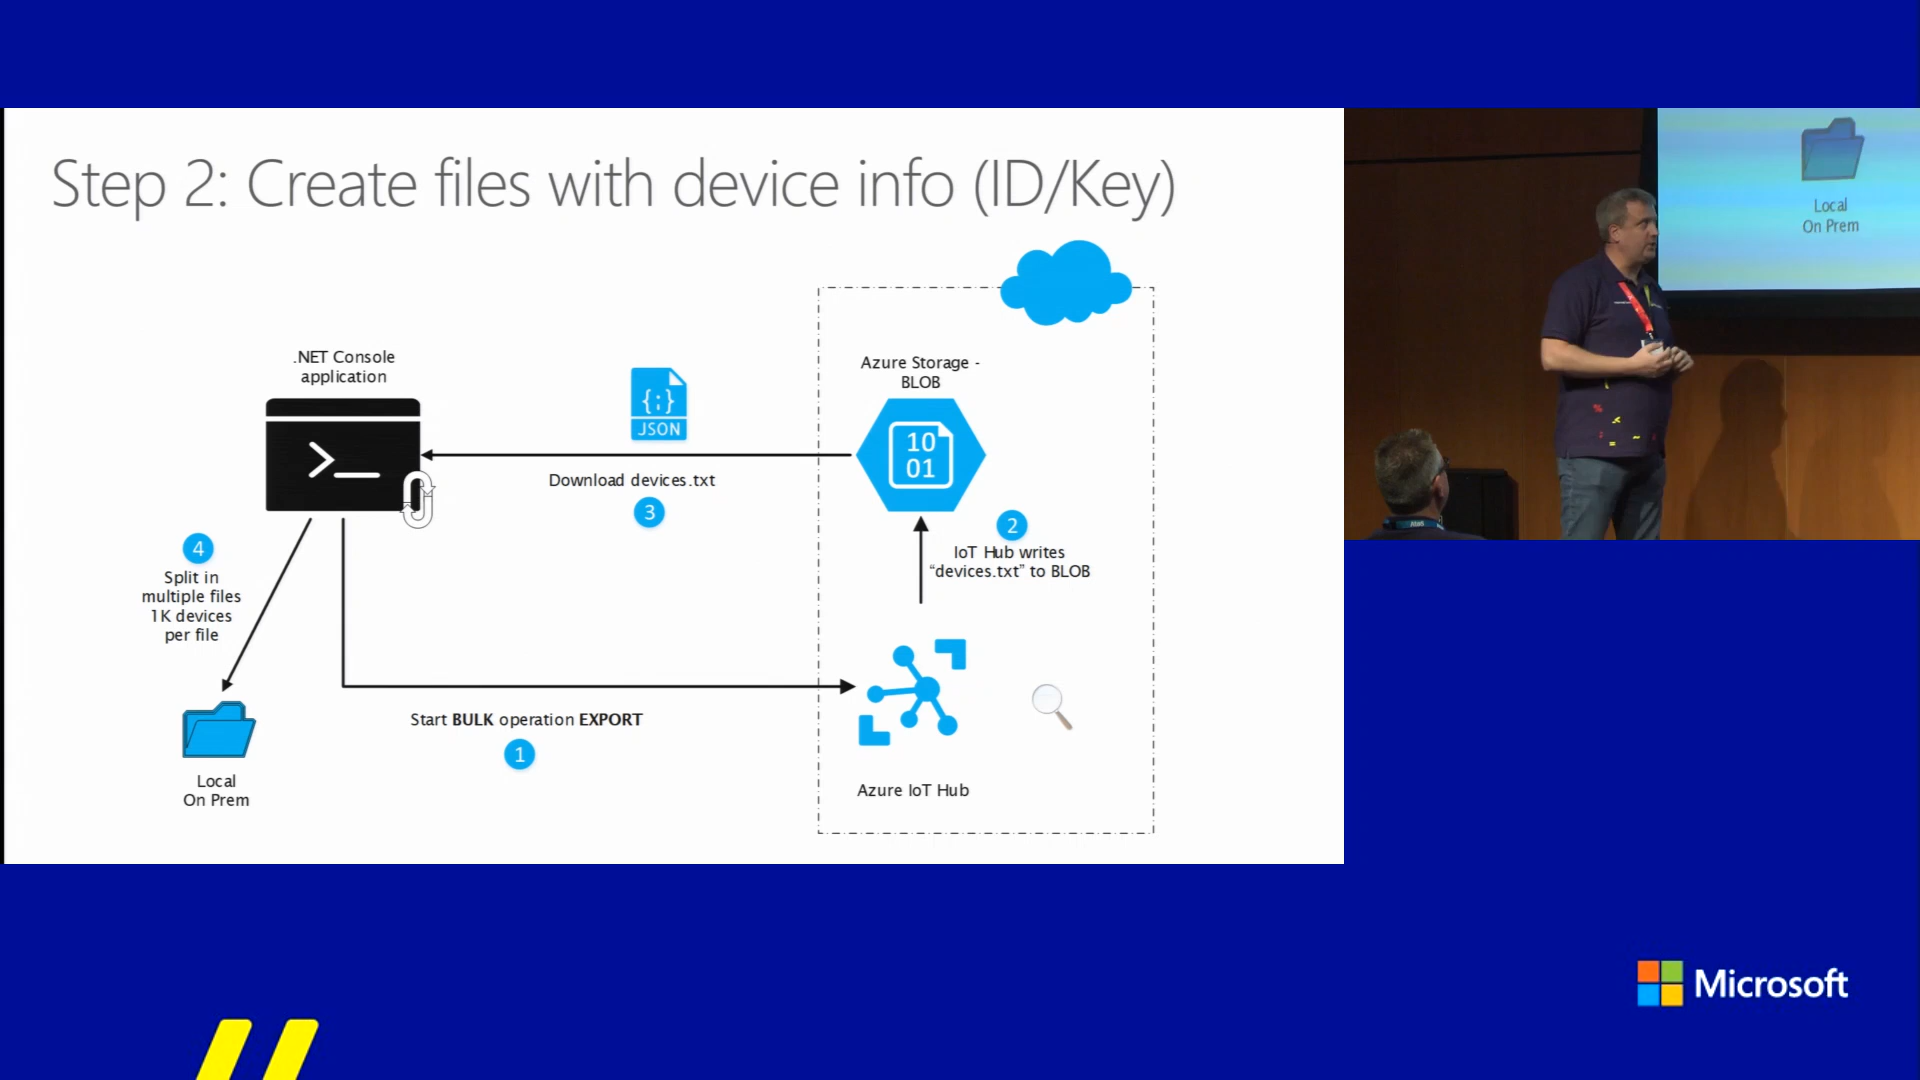 Step 2: Create files with device info (ID/Key)
.NET Console
application
>_
{;}
JSON
Download devices.txt
3
Azure Storage -
BLOB
10
01
2
IoT Hub writes
“devices.txt” to BLOB
4
Split in
multiple files
1K devices
per file
Start BULK operation EXPORT
1
Local
On Prem
Azure IoT Hub
Local
On Prem
Microsoft